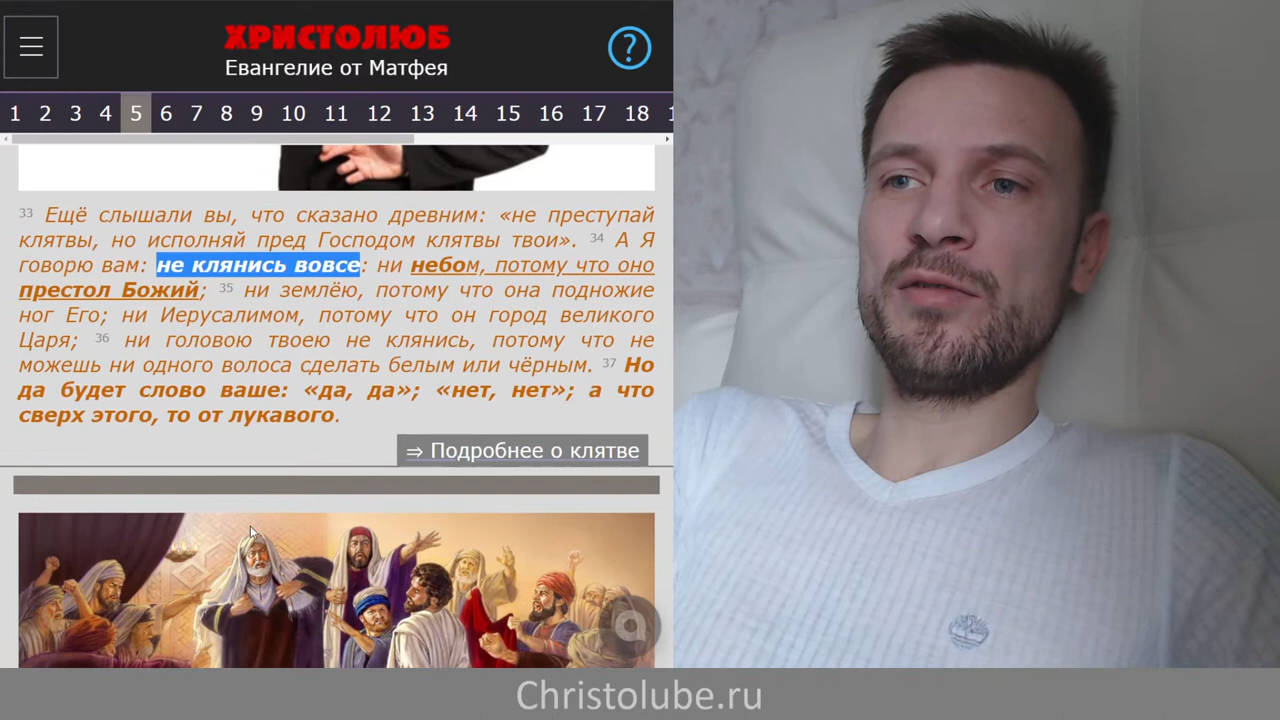 ХРИСТОЛЮБ
?
Евангелие от Матфея
1 2 3 4 5 6 7 8 9 10 11 12 13 14 15 16 17 18
33 Ещё слышали вы, что сказано древним: «не преступай
клятвы, но исполняй пред Господом клятвы твои». 34 А Я
говорю вам: не клянись вовсе: ни небом, потому что оно
престол Божий; 35 ни землёю, потому что она подножие
ног Его; ни Иерусалимом, потому что он город великого
Царя; 36 ни головою твоею не клянись, потому что не
можешь ни одного волоса сделать белым или чёрным. 37 Но
да будет слово ваше: «да, да»; «нет, нет»; а что
сверх этого, то от лукавого.
⇒ Подробнее о клятве
a
Christolube.ru